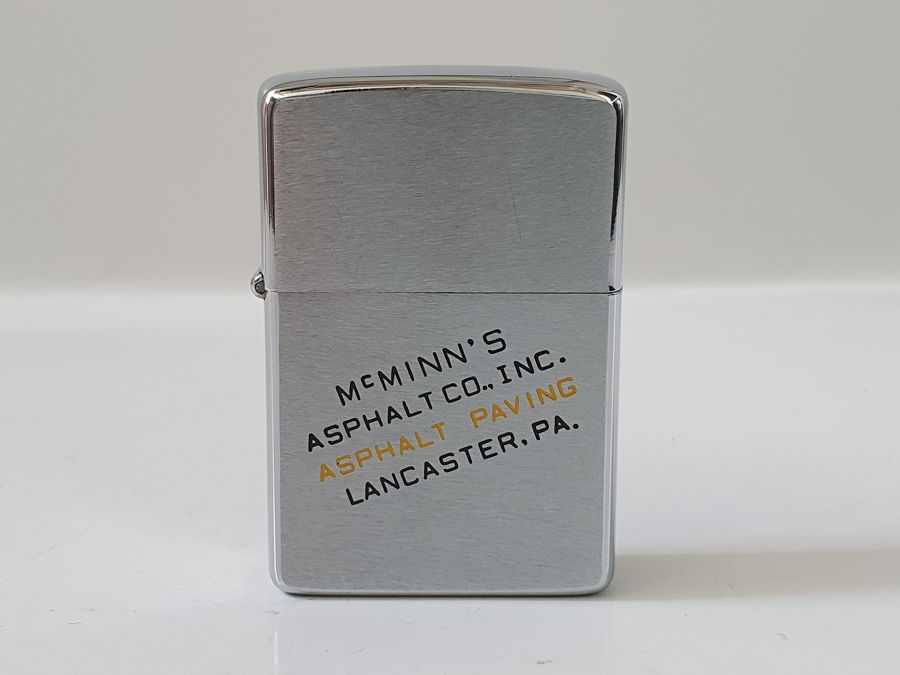 McMINN'S
ASPHALT CO., INC.
ASPHALT PAVING
LANCASTER, PA.